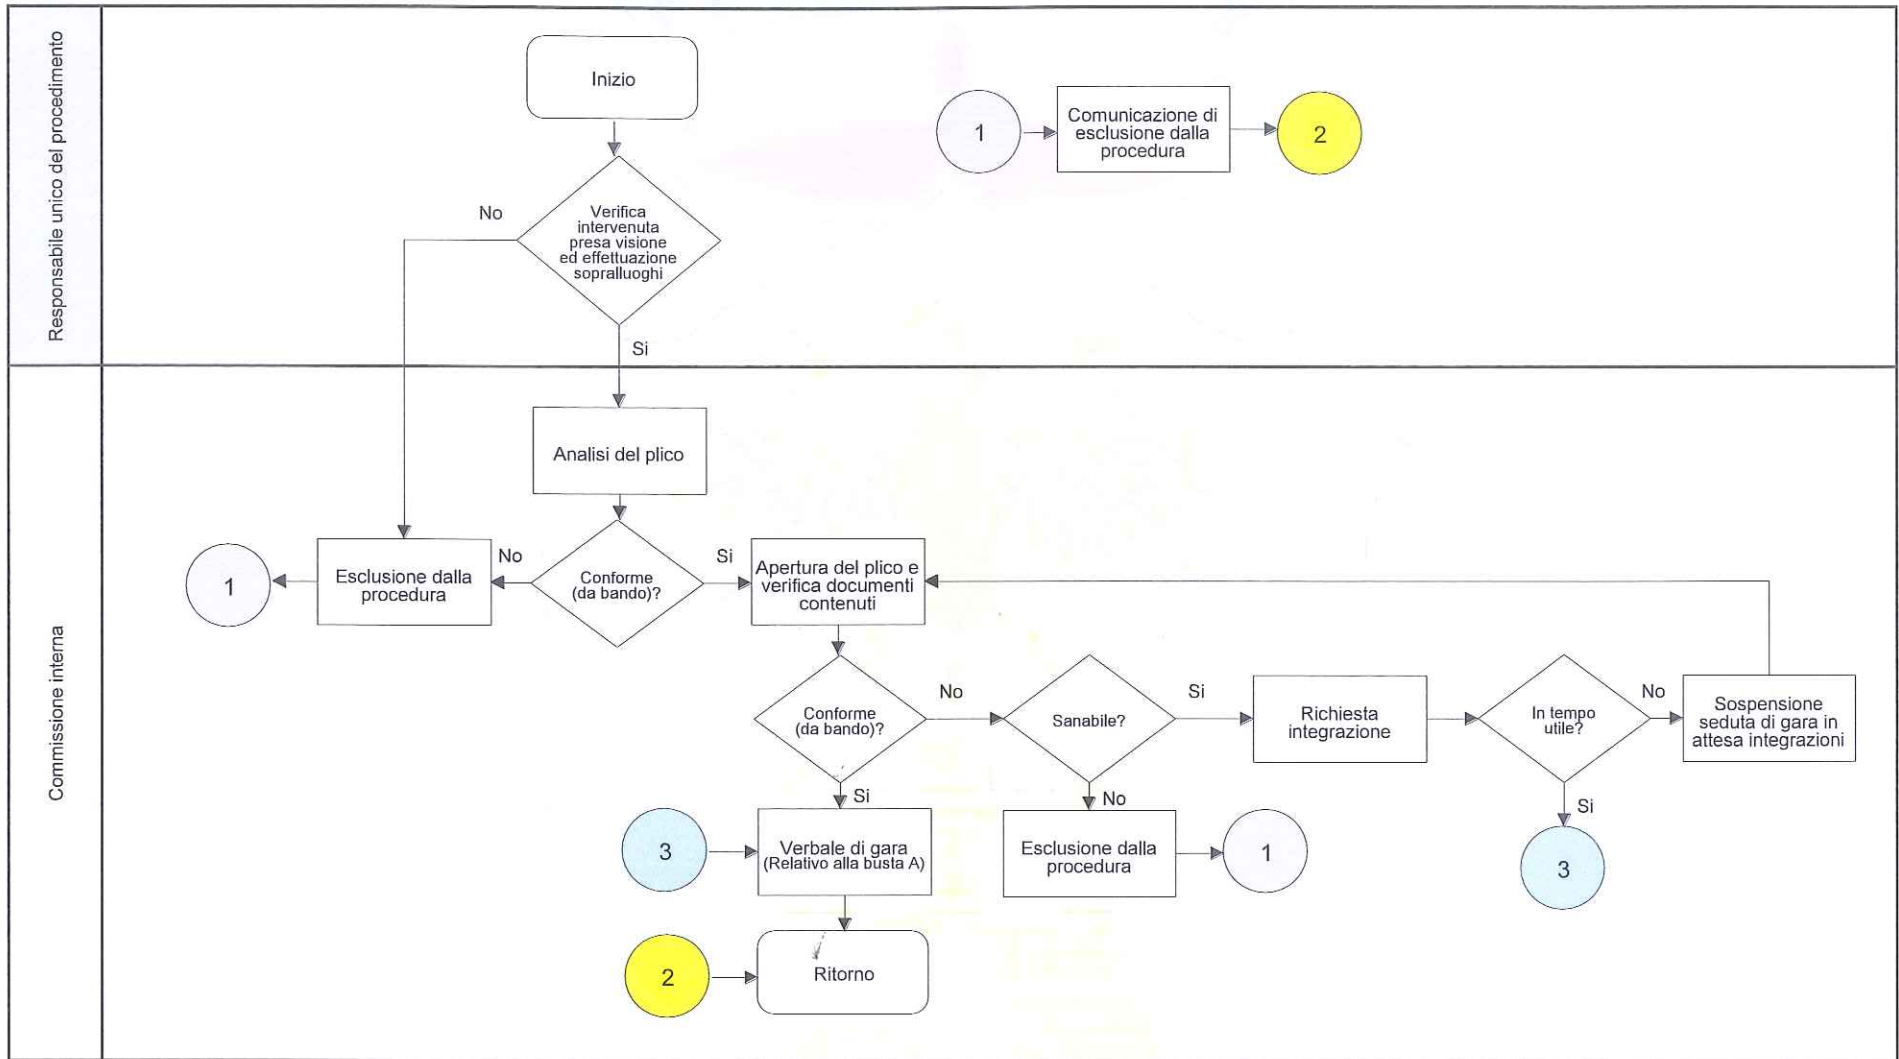 Responsabile unico del procedimento
Inizio
1
Comunicazione di
esclusione dalla
procedura
2
No
Verifica
intervenuta
presa visione
ed effettuazione
sopralluoghi
Si
Commissione interna
Analisi del plico
1
Esclusione dalla
procedura
No
Conforme
(da bando)?
Si
Apertura del plico e
verifica documenti
contenuti
Conforme
(da bando)?
No
Sanabile?
Si
Richiesta
integrazione
In tempo
utile?
No
Sospensione
seduta di gara in
attesa integrazioni
Si
No
Si
3
Verbale di gara
(Relativo alla busta A)
Esclusione dalla
procedura
1
3
2
Ritorno